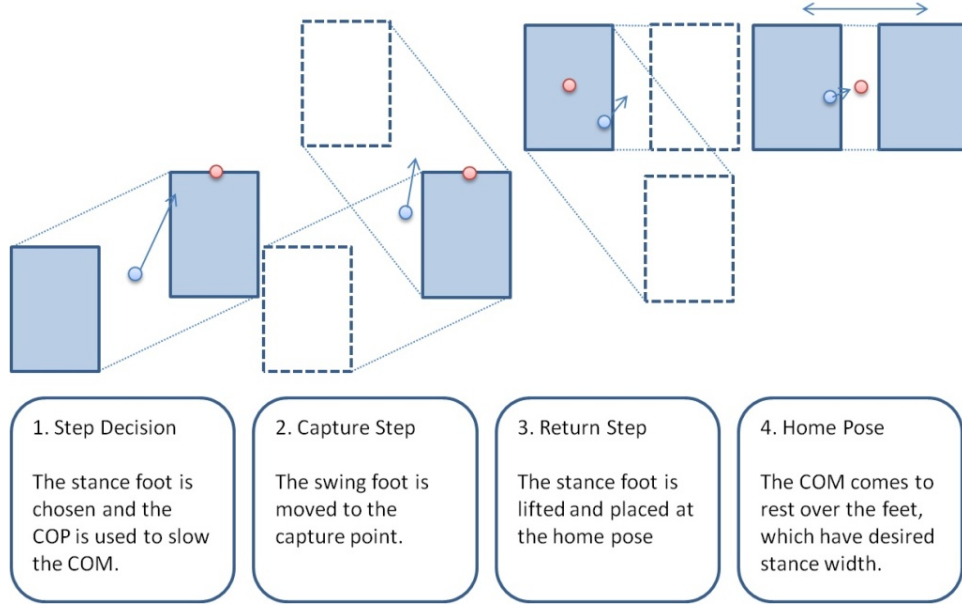 1. Step Decision
The stance foot is
chosen and the
COP is used to slow
the COM.
2. Capture Step
The swing foot is
moved to the
capture point.
3. Return Step
The stance foot is
lifted and placed at
the home pose
4. Home Pose
The COM comes to
rest over the feet,
which have desired
stance width.